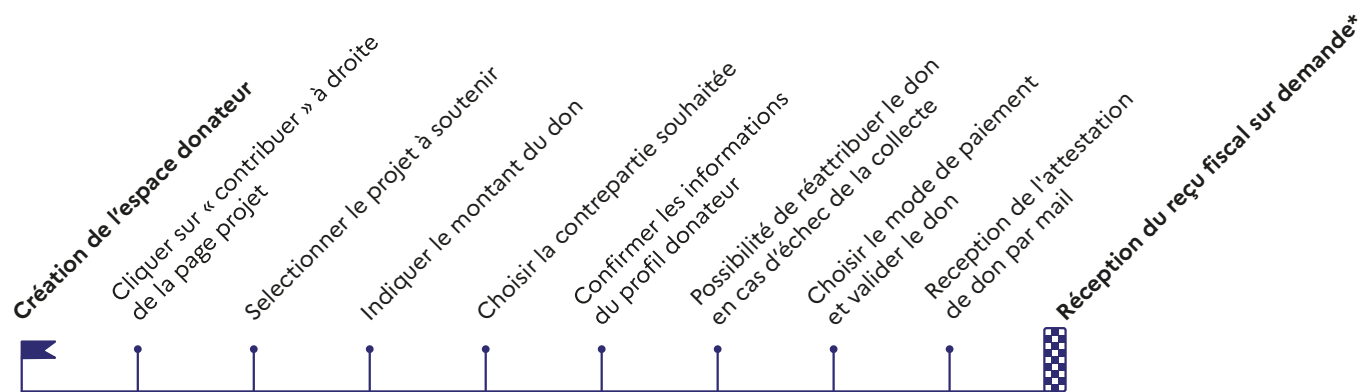 Création de l'espace donateur
Cliquer sur « contribuer » à droite
de la page projet
Selectionner le projet à soutenir
Indiquer le montant du don
Choisir la contrepartie souhaitée
Confirmer les informations
du profil donateur
Possibilité de réattribuer le don
en cas d'échec de la collecte
Choisir le mode de paiement
et valider le don
Reception de l'attestation
de don par mail
Réception du reçu fiscal sur demande*